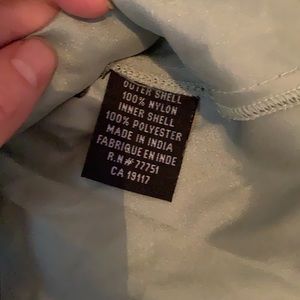 OUTER SHELL
100% NYLON
INNER SHELL
100% POLYESTER
MADE IN INDIA
FABRIQUE EN INDE
R.N# 77751
CA 19117